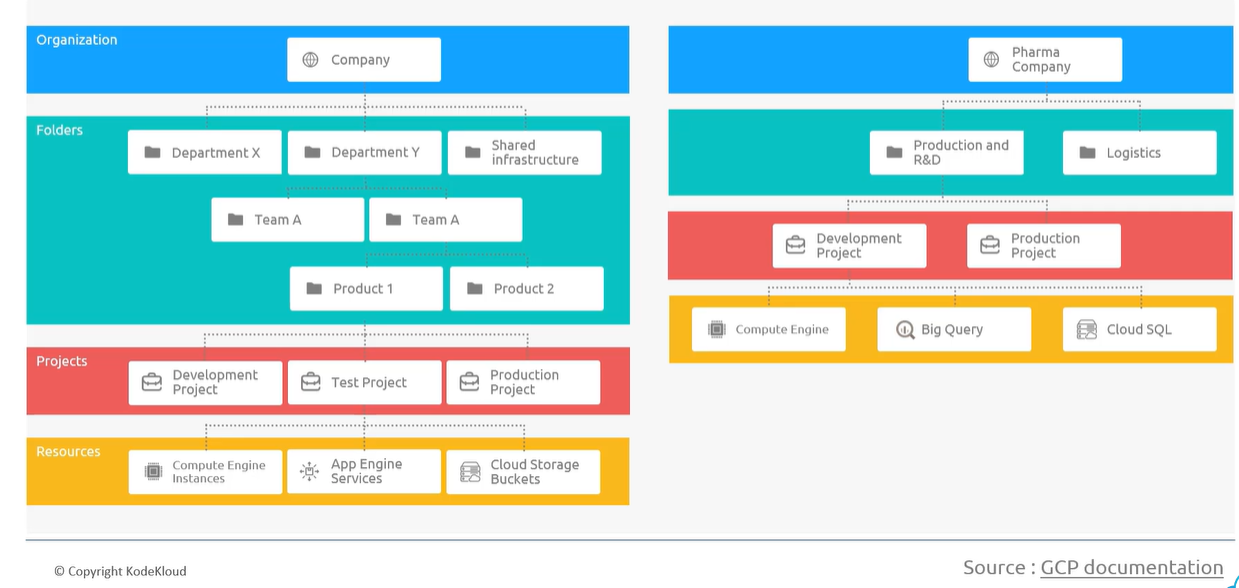 Organization
Company
Folders
Department X
Department Y
Shared
infrastructure
Team A
Team A
Product 1
Product 2
Projects
Development
Project
Test Project
Production
Project
Resources
Compute Engine
Instances
App Engine
Services
Cloud Storage
Buckets
Pharma
Company
Production and
R&D
Logistics
Development
Project
Production
Project
Compute Engine
Big Query
Cloud SQL
© Copyright KodeKloud
Source : GCP documentation